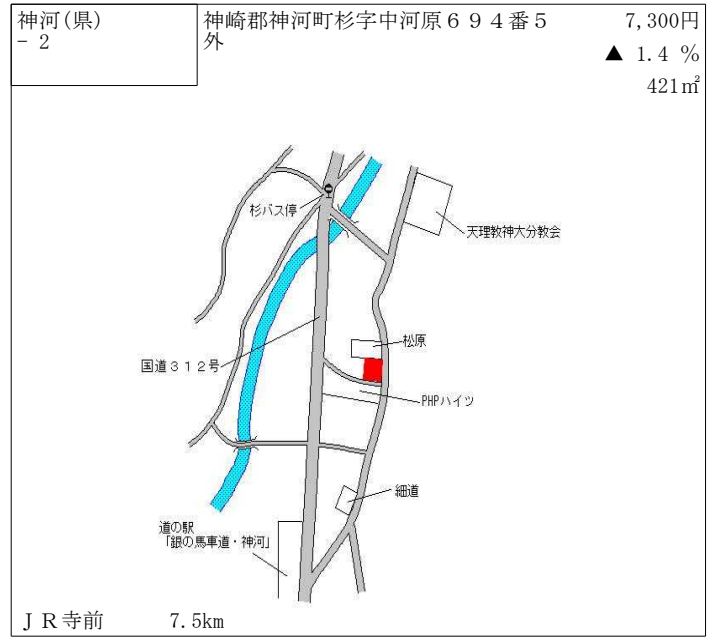 神河(県)
- 2
神崎郡神河町杉字中河原６９４番５
外
7,300円
▲ 1.4 %
421㎡
杉バス停
天理教神大分教会
松原
国道３１２号
PHPハイツ
細道
道の駅
「銀の馬車道・神河」
ＪＲ寺前 7.5km